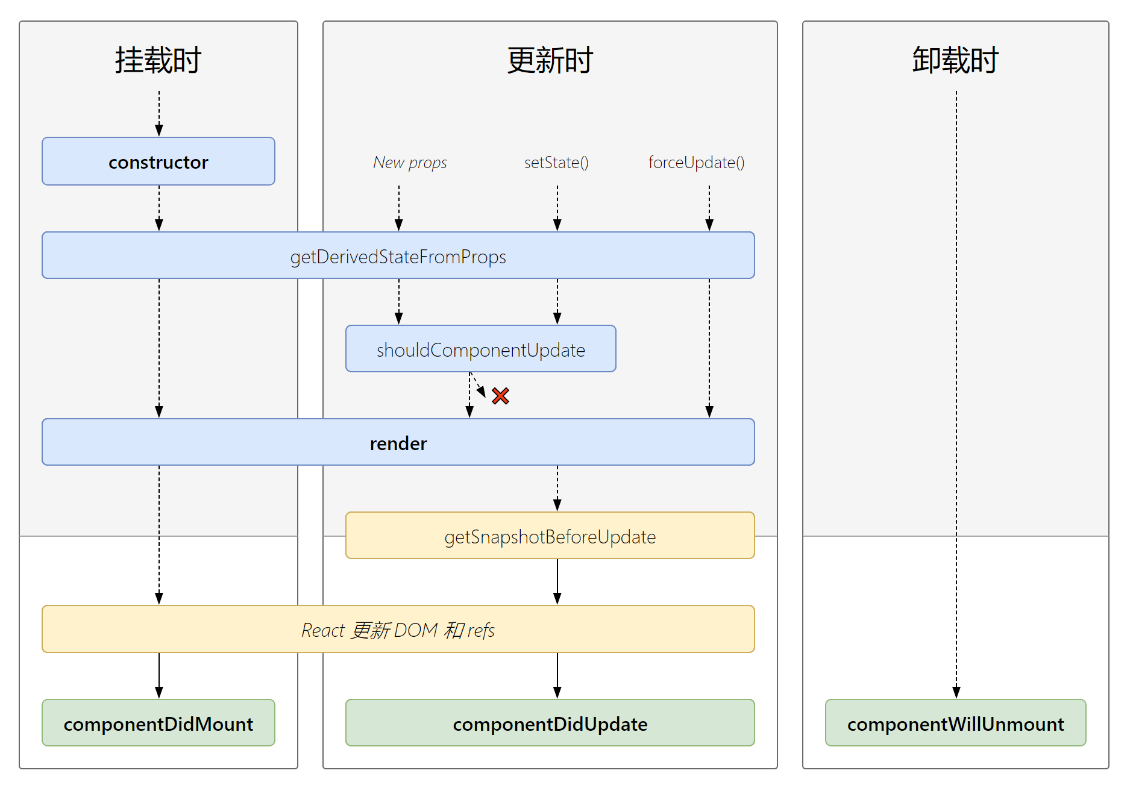 挂载时
更新时
卸载时
constructor
New props
setState()
forceUpdate()
getDerivedStateFromProps
shouldComponentUpdate
render
getSnapshotBeforeUpdate
React 更新 DOM 和 refs
componentDidMount
componentDidUpdate
componentWillUnmount